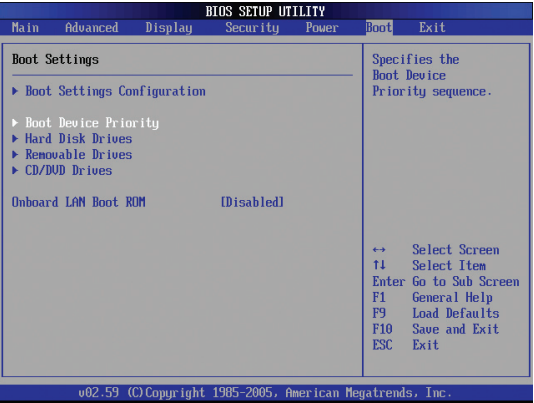 BIOS SETUP UTILITY
Main Advanced Display Security Power Boot Exit
Boot Settings
Boot Settings Configuration
Boot Device Priority
Hard Disk Drives
Removable Drives
CD/DVD Drives
Onboard LAN Boot ROM [Disabled]
Specifies the
Boot Device
Priority sequence.
↔ Select Screen
↑↓ Select Item
Enter Go to Sub Screen
F1 General Help
F9 Load Defaults
F10 Save and Exit
ESC Exit
v02.59 (C)Copyright 1985-2005, American Megatrends, Inc.